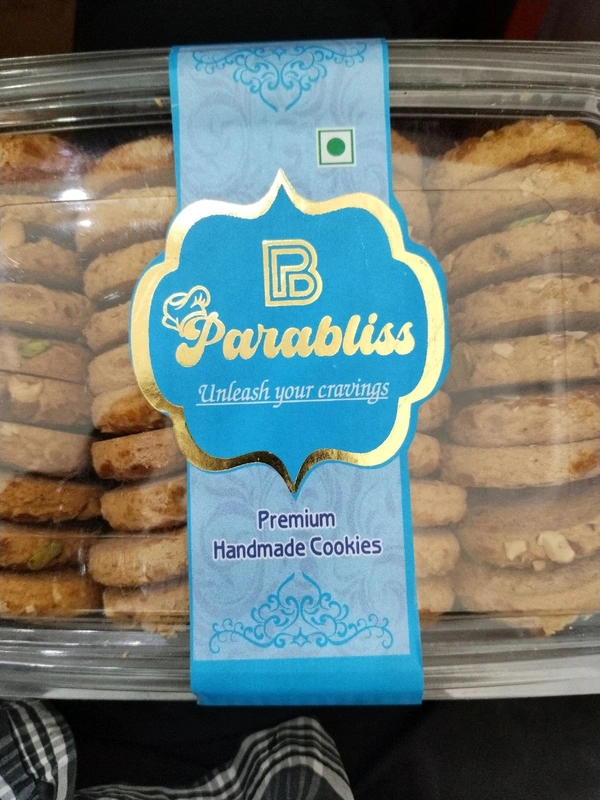 PB
Parabliss
Unleash your cravings
Premium
Handmade Cookies